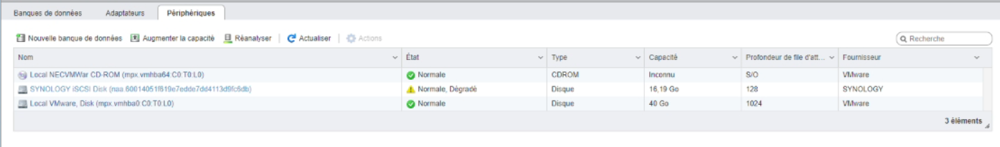 Banques de données Adaptateurs Périphériques
Nouvelle banque de données Augmenter la capacité Réanalyser Actualiser Actions Recherche
Nom État Type Capacité Profondeur de file d'att... Fournisseur
Local NECVMWar CD-ROM (mpx.vmhba64:C0:T0:L0) Normale CDROM Inconnu S/O VMware
SYNOLOGY iSCSI Disk (naa.60014051f819e7edde7dd4113d9fc6db) Normale, Dégradé Disque 16,19 Go 128 SYNOLOGY
Local VMware, Disk (mpx.vmhba0:C0:T0:L0) Normale Disque 40 Go 1024 VMware
3 éléments